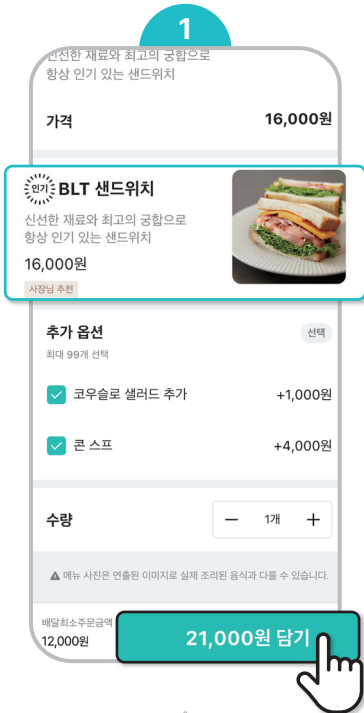 1
신선한 재료와 최고의 궁합으로
항상 인기 있는 샌드위치
가격 16,000원
인기 BLT 샌드위치
신선한 재료와 최고의 궁합으로
항상 인기 있는 샌드위치
16,000원
사장님 추천
추가 옵션 선택
최대 99개 선택
코우슬로 샐러드 추가 +1,000원
콘 스프 +4,000원
수량 1개
메뉴 사진은 연출된 이미지로 실제 조리된 음식과 다를 수 있습니다.
배달최소주문금액
12,000원
21,000원 담기